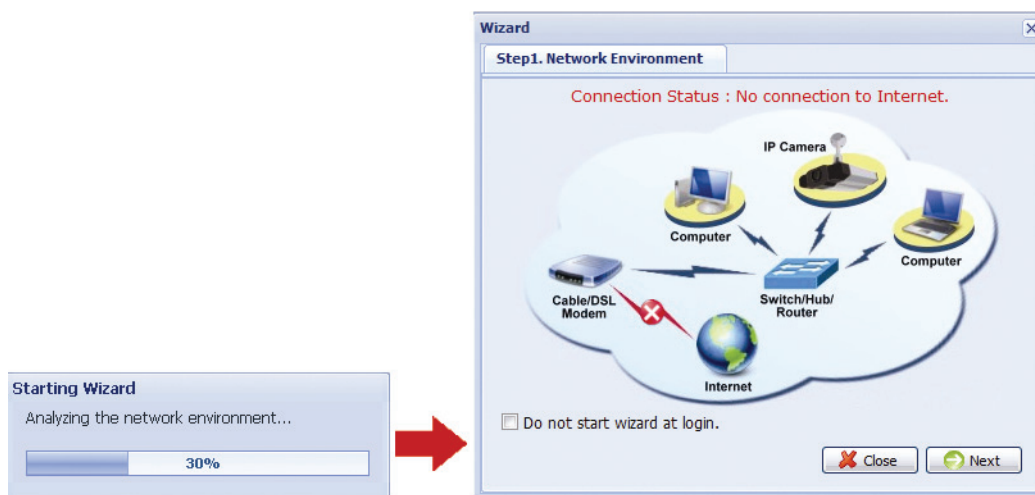 Starting Wizard
Analyzing the network environment...
30%
Wizard
Step1. Network Environment
Connection Status : No connection to Internet.
IP Camera
Computer
Computer
Cable/DSL
Modem
Switch/Hub/
Router
Internet
Do not start wizard at login.
Close
Next